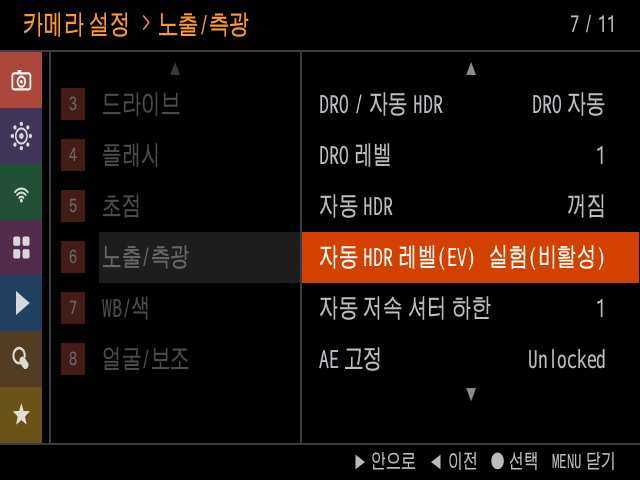 카메라 설정 > 노출/측광
7 / 11
3 드라이브
4 플래시
5 초점
6 노출/측광
7 WB/색
8 얼굴/보조
DRO / 자동 HDR DRO 자동
DRO 레벨 1
자동 HDR 꺼짐
자동 HDR 레벨(EV) 실험(비활성)
자동 저속 셔터 하한 1
AE 고정 Unlocked
▶ 안으로 ◀ 이전 ● 선택 MENU 닫기